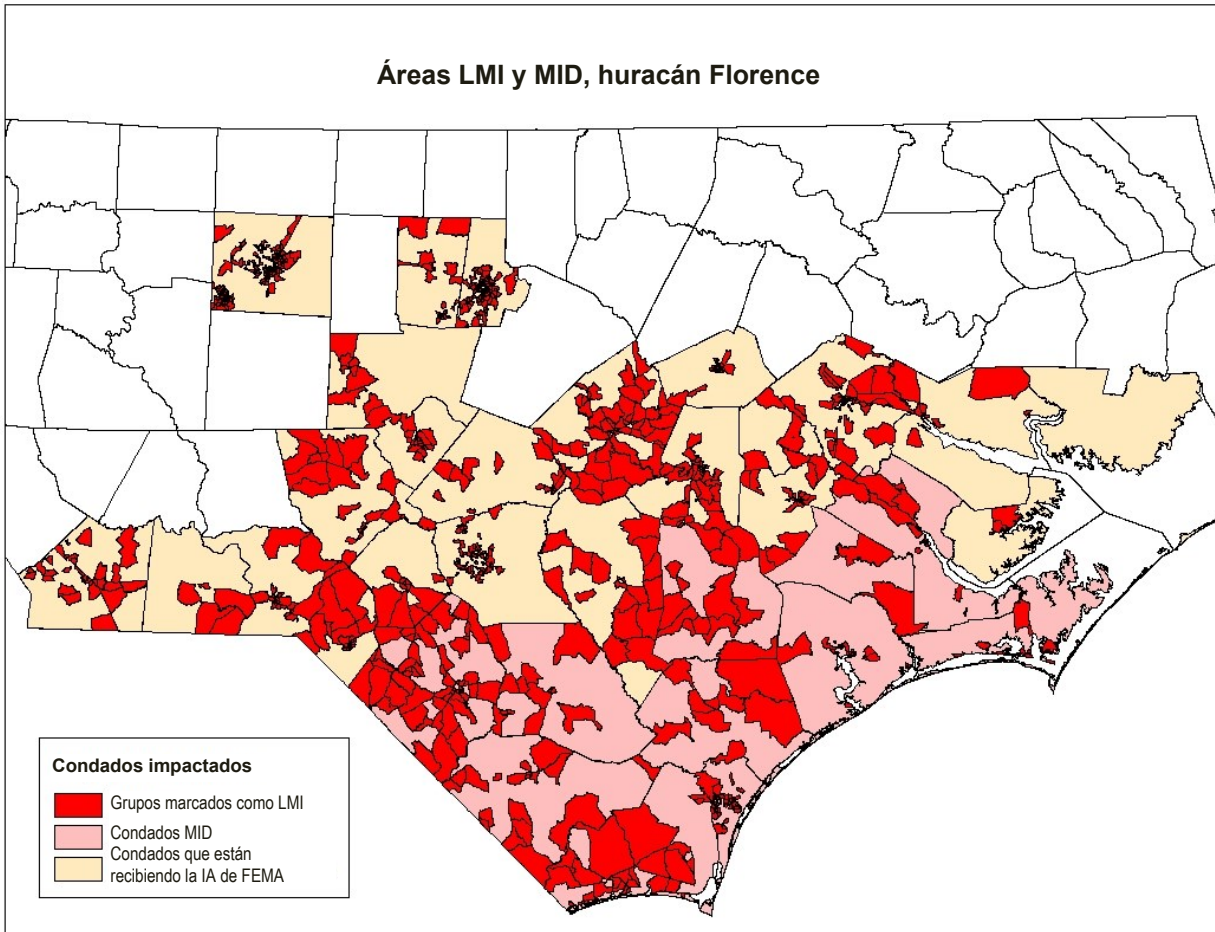 Áreas LMI y MID, huracán Florence
Condados impactados
Grupos marcados como LMI
Condados MID
Condados que están
recibiendo la IA de FEMA